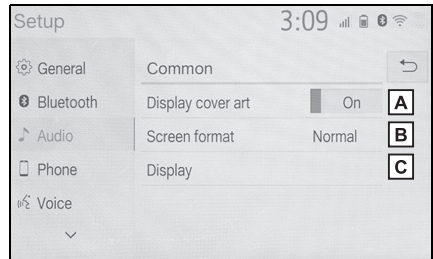 Setup 3:09
General Common
Bluetooth Display cover art On A
Audio Screen format Normal B
Phone Display C
Voice